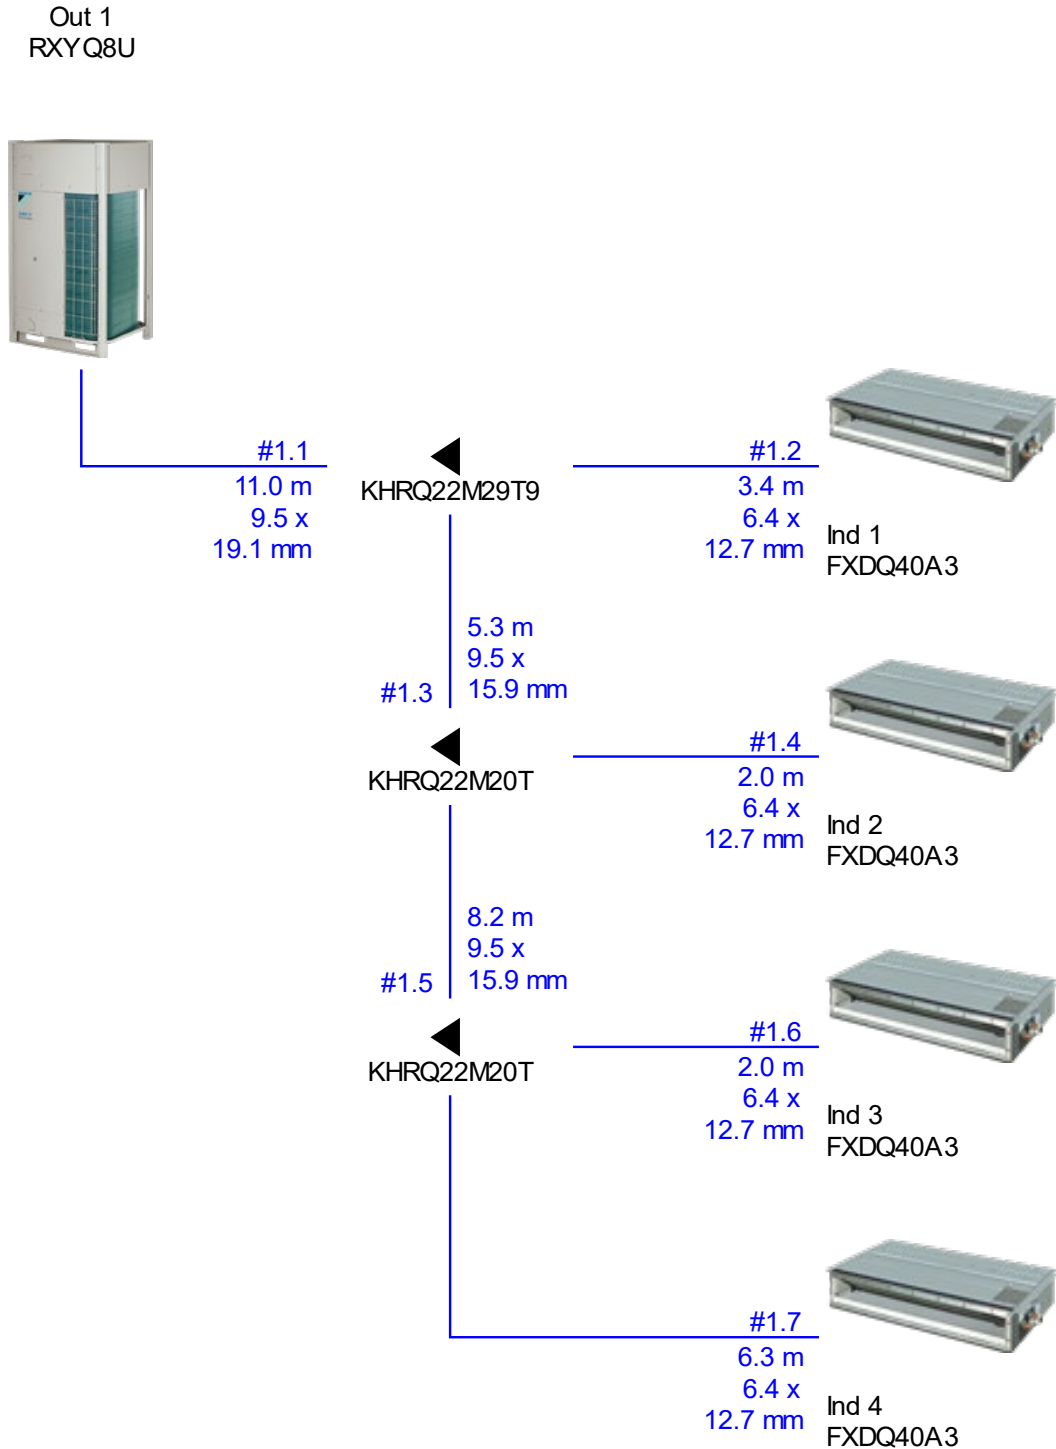 Out 1
RXYQ8U
#1.1
11.0 m
9.5 x
19.1 mm
KHRQ22M29T9
#1.2
3.4 m
6.4 x
12.7 mm
Ind 1
FXDQ40A3
5.3 m
9.5 x
15.9 mm
#1.3
KHRQ22M20T
#1.4
2.0 m
6.4 x
12.7 mm
Ind 2
FXDQ40A3
8.2 m
9.5 x
15.9 mm
#1.5
KHRQ22M20T
#1.6
2.0 m
6.4 x
12.7 mm
Ind 3
FXDQ40A3
#1.7
6.3 m
6.4 x
12.7 mm
Ind 4
FXDQ40A3